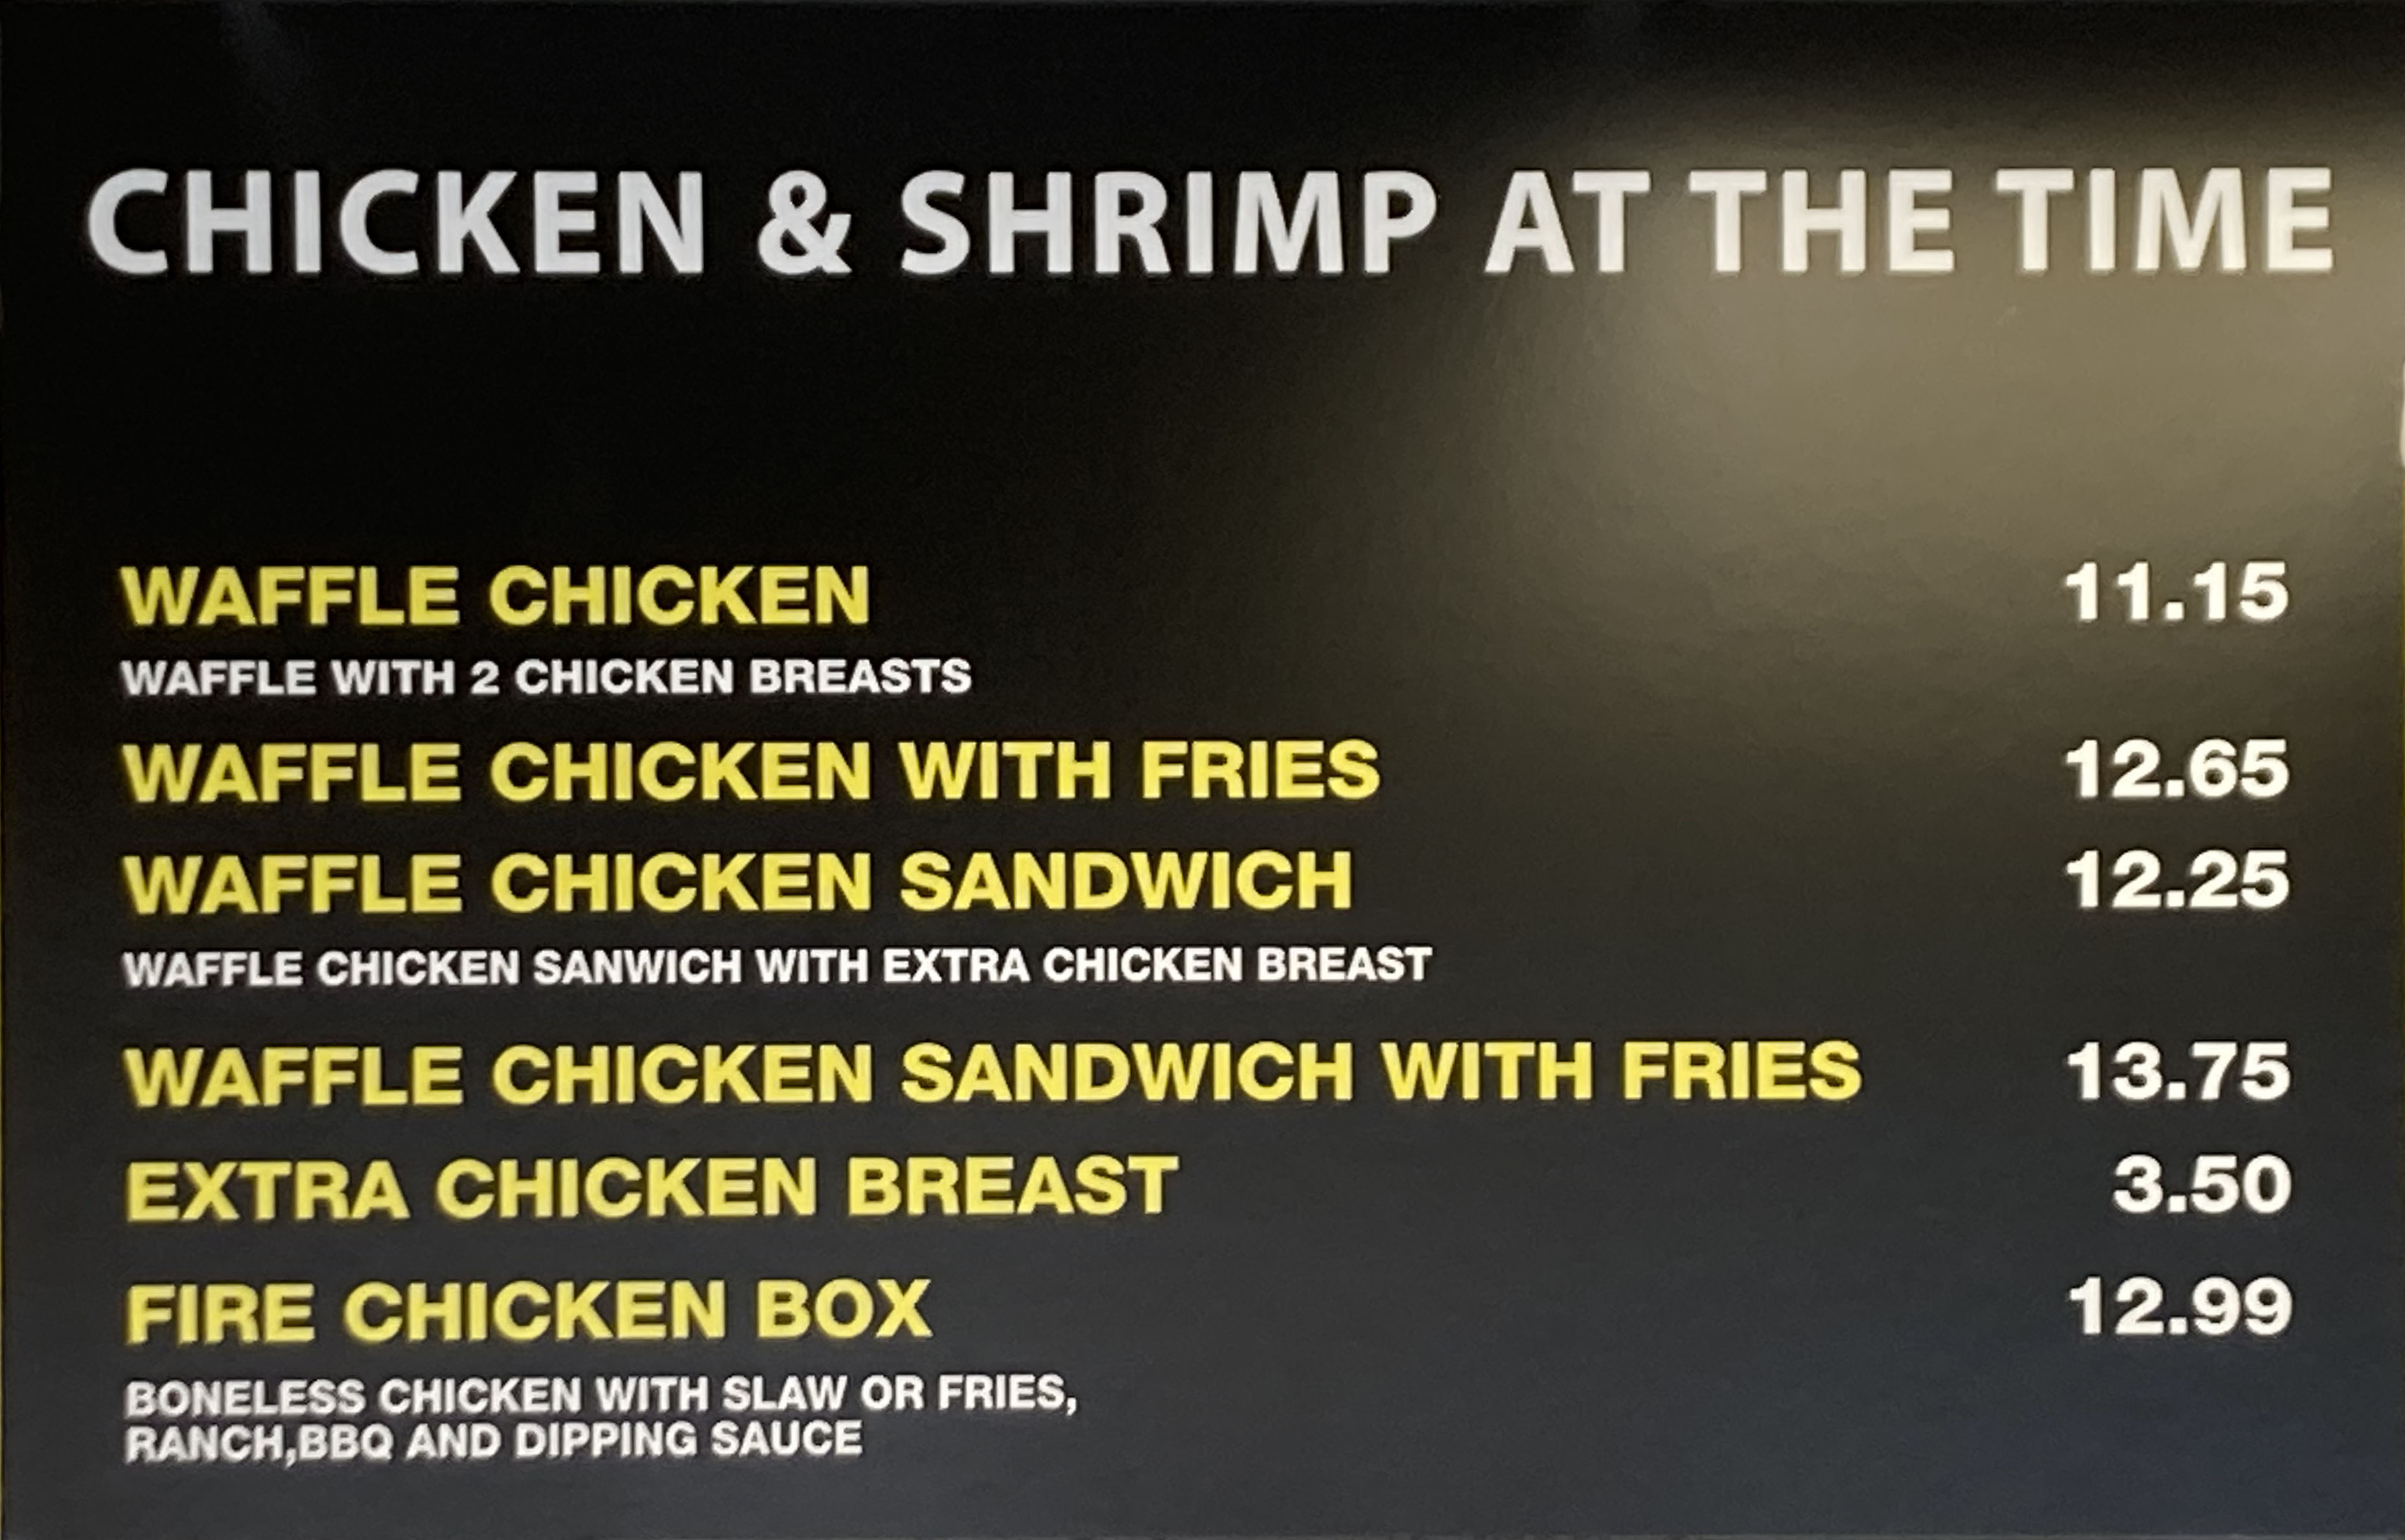 CHICKEN & SHRIMP AT THE TIME
WAFFLE CHICKEN 11.15
WAFFLE WITH 2 CHICKEN BREASTS
WAFFLE CHICKEN WITH FRIES 12.65
WAFFLE CHICKEN SANDWICH 12.25
WAFFLE CHICKEN SANWICH WITH EXTRA CHICKEN BREAST
WAFFLE CHICKEN SANDWICH WITH FRIES 13.75
EXTRA CHICKEN BREAST 3.50
FIRE CHICKEN BOX 12.99
BONELESS CHICKEN WITH SLAW OR FRIES,
RANCH,BBQ AND DIPPING SAUCE